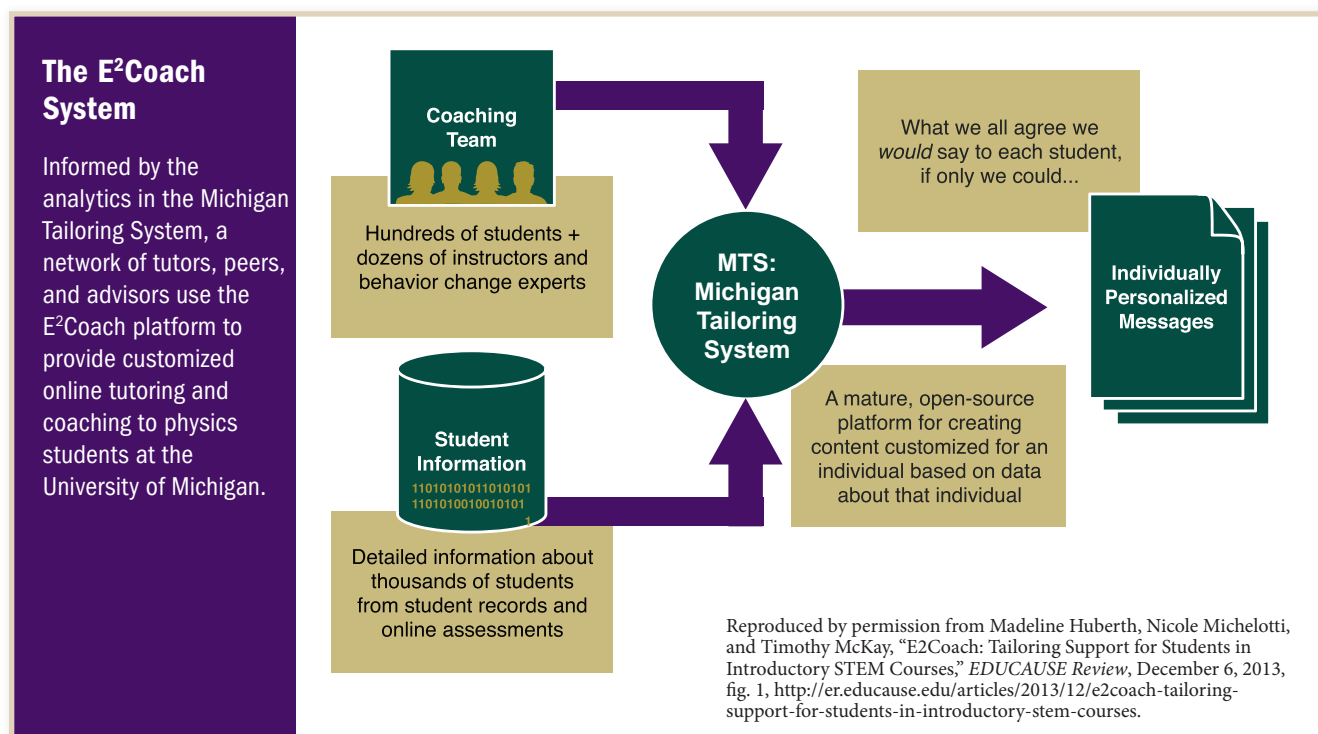 The E²Coach
System
Informed by the
analytics in the Michigan
Tailoring System, a
network of tutors, peers,
and advisors use the
E²Coach platform to
provide customized
online tutoring and
coaching to physics
students at the
University of Michigan.
Coaching
Team
Hundreds of students +
dozens of instructors and
behavior change experts
Student
Information
11010101011010101
1101010010010101
1
Detailed information about
thousands of students
from student records and
online assessments
MTS:
Michigan
Tailoring
System
What we all agree we
would say to each student,
if only we could...
Individually
Personalized
Messages
A mature, open-source
platform for creating
content customized for an
individual based on data
about that individual
Reproduced by permission from Madeline Huberth, Nicole Michelotti,
and Timothy McKay, “E2Coach: Tailoring Support for Students in
Introductory STEM Courses,” EDUCAUSE Review, December 6, 2013,
fig. 1, http://er.educause.edu/articles/2013/12/e2coach-tailoring-
support-for-students-in-introductory-stem-courses.